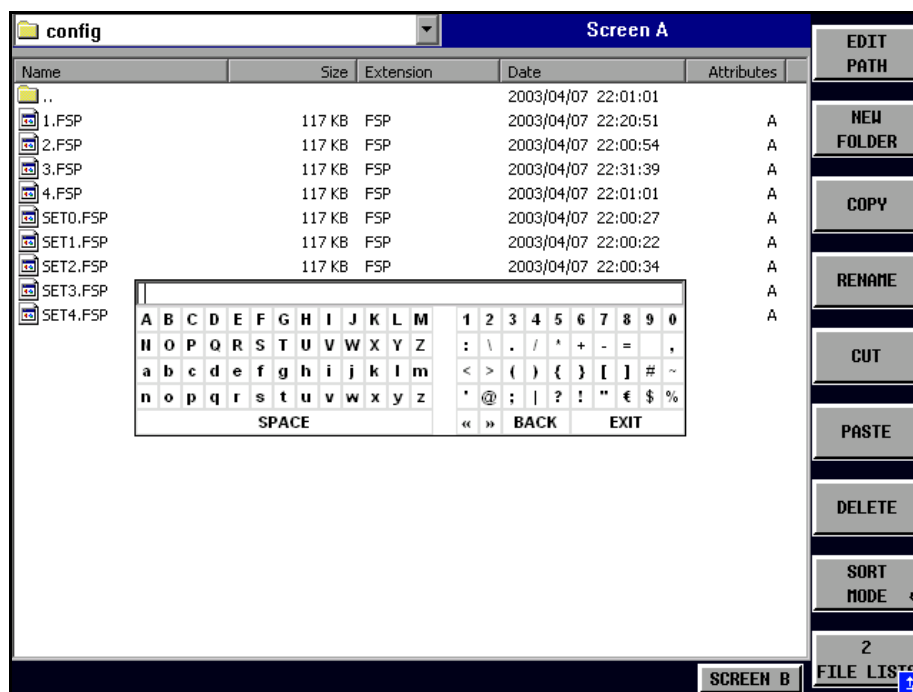 config
Screen A
Name Size Extension Date Attributes
.. 2003/04/07 22:01:01
1.FSP 117 KB FSP 2003/04/07 22:20:51 A
2.FSP 117 KB FSP 2003/04/07 22:00:54 A
3.FSP 117 KB FSP 2003/04/07 22:31:39 A
4.FSP 117 KB FSP 2003/04/07 22:01:01 A
SET0.FSP 117 KB FSP 2003/04/07 22:00:27 A
SET1.FSP 117 KB FSP 2003/04/07 22:00:22 A
SET2.FSP 117 KB FSP 2003/04/07 22:00:34 A
SET3.FSP A
SET4.FSP A
A B C D E F G H I J K L M 1 2 3 4 5 6 7 8 9 0
N O P Q R S T U V W X Y Z : \ . / * + - = ,
a b c d e f g h i j k l m < > ( ) { } [ ] # ~
n o p q r s t u v w x y z ' @ ; | ? ! " € $ %
SPACE « » BACK EXIT
EDIT
PATH
NEW
FOLDER
COPY
RENAME
CUT
PASTE
DELETE
SORT
MODE
2
FILE LISTS
SCREEN B